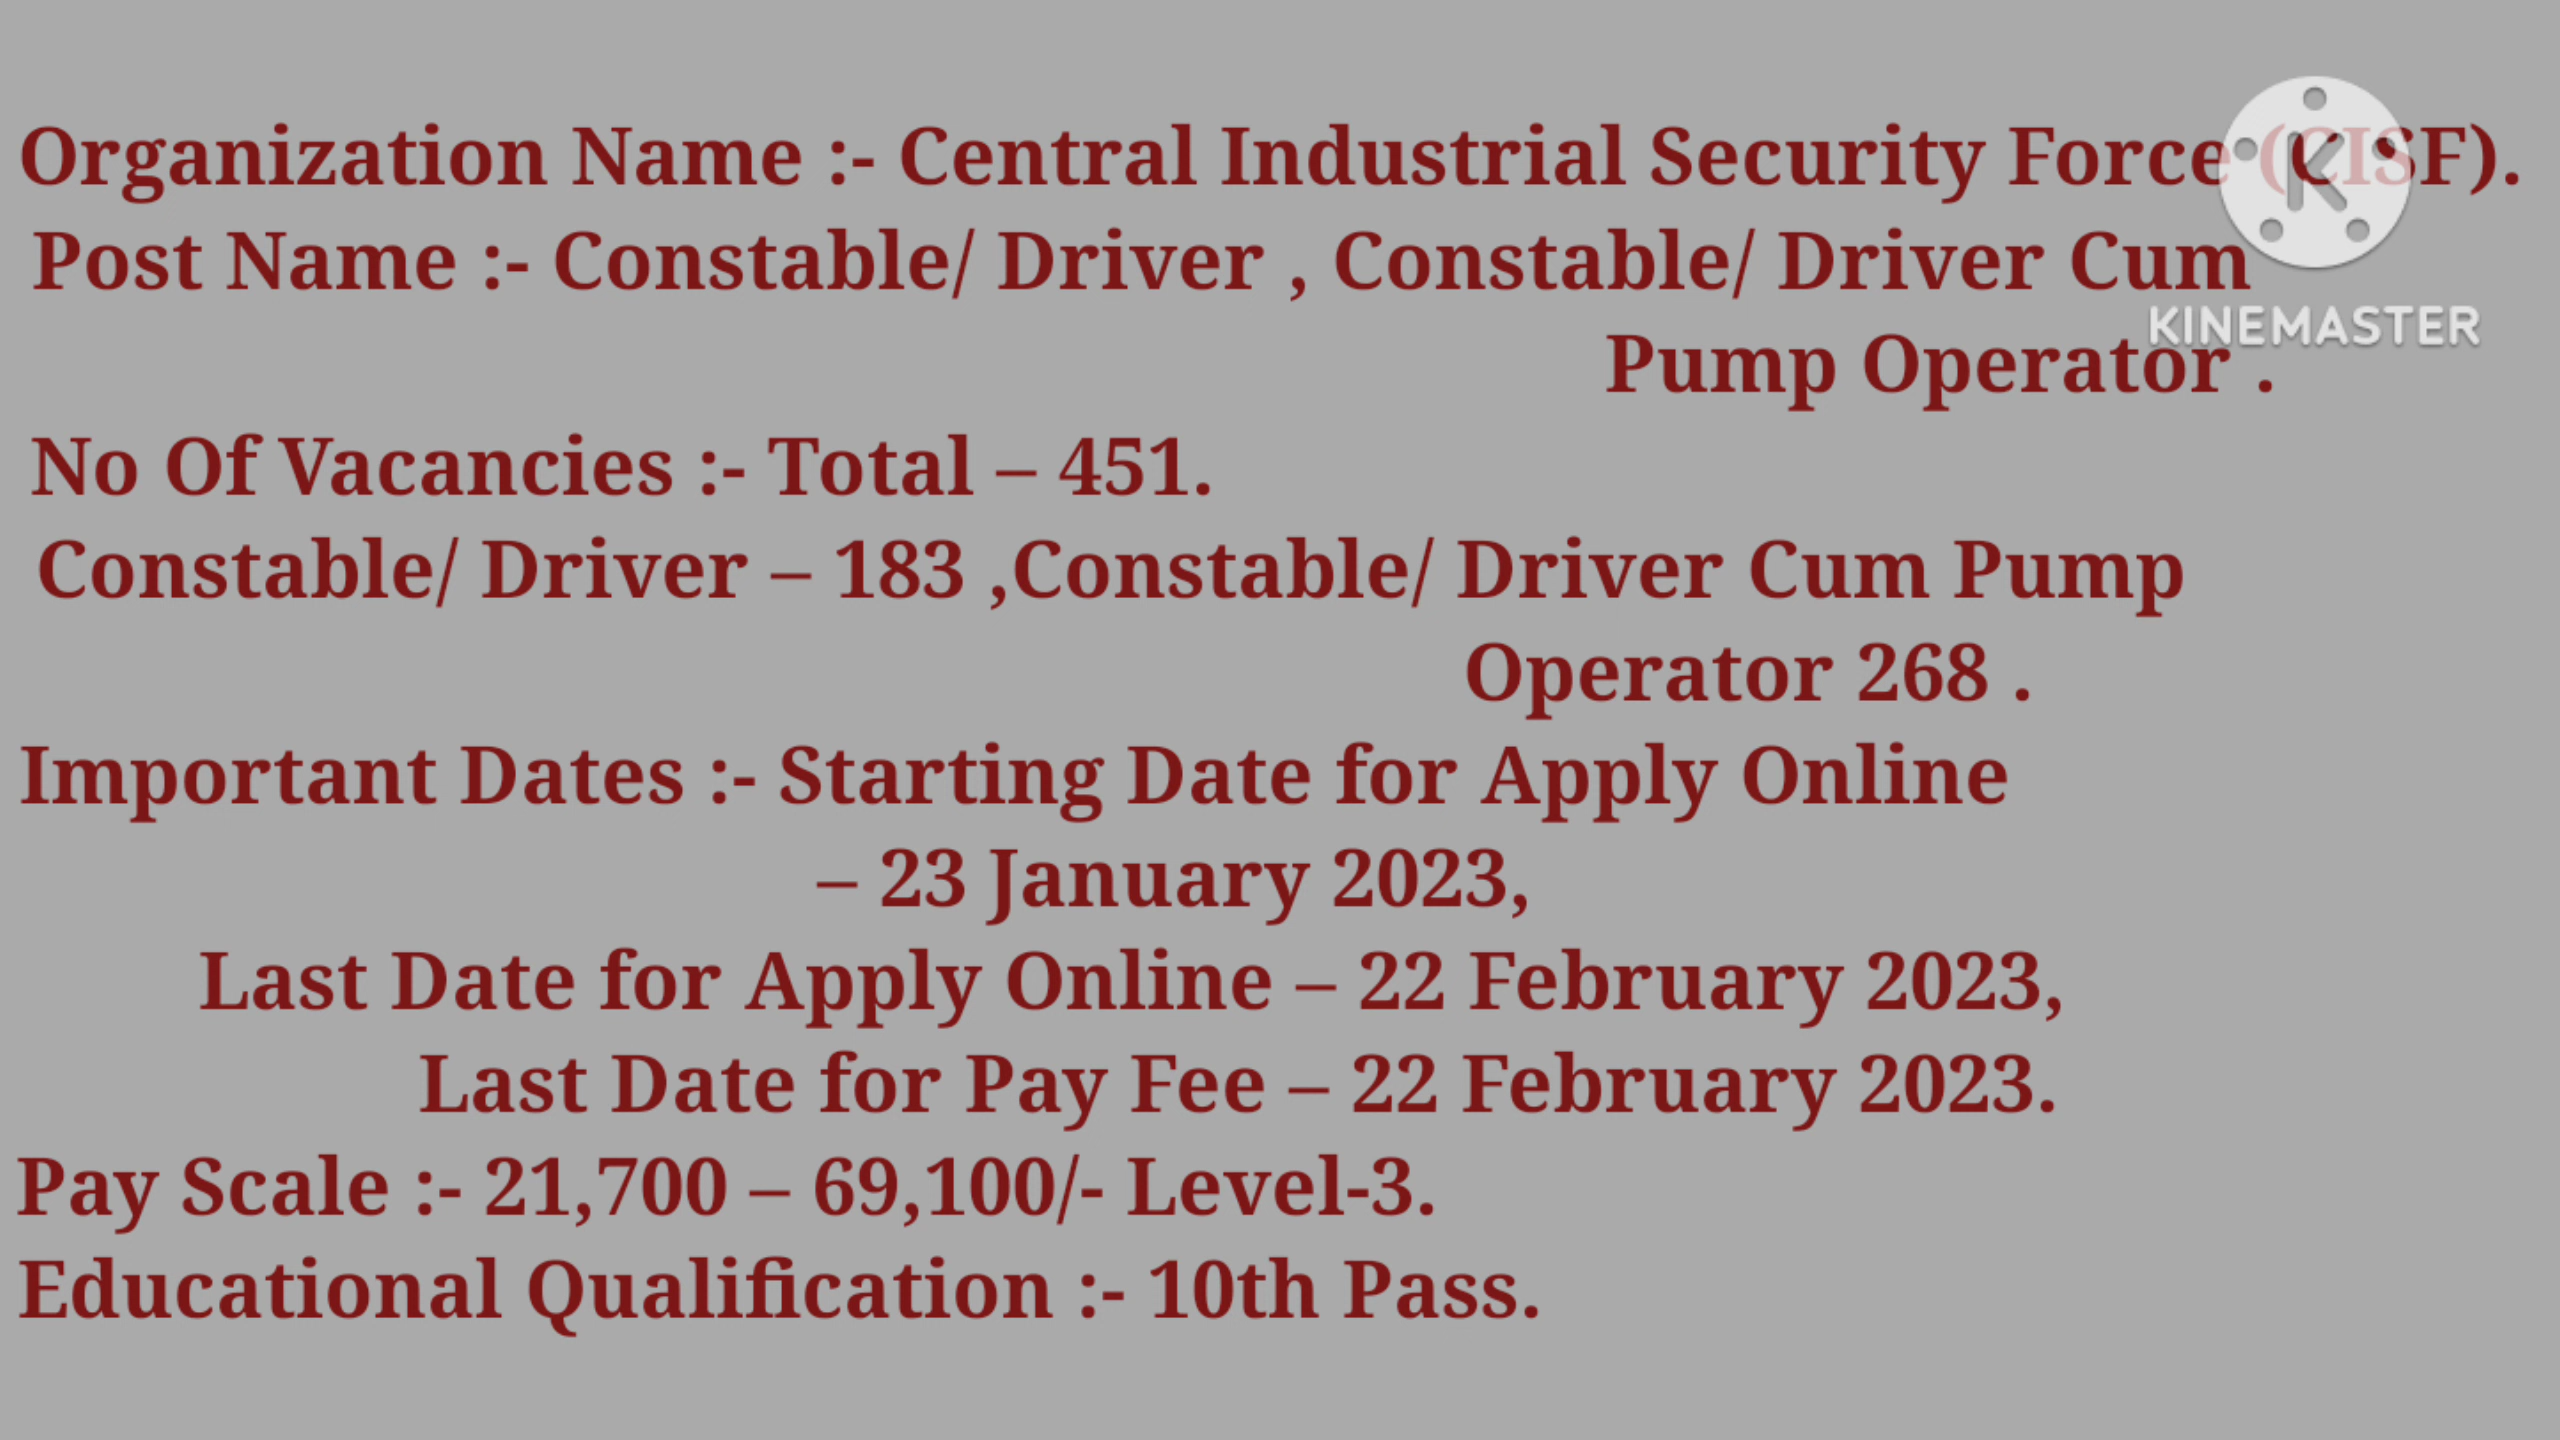 Organization Name :- Central Industrial Security Force (CISF).
Post Name :- Constable/ Driver , Constable/ Driver Cum
Pump Operator .
KINEMASTER
No Of Vacancies :- Total – 451.
Constable/ Driver – 183 ,Constable/ Driver Cum Pump
Operator 268 .
Important Dates :- Starting Date for Apply Online
– 23 January 2023,
Last Date for Apply Online – 22 February 2023,
Last Date for Pay Fee – 22 February 2023.
Pay Scale :- 21,700 – 69,100/- Level-3.
Educational Qualification :- 10th Pass.